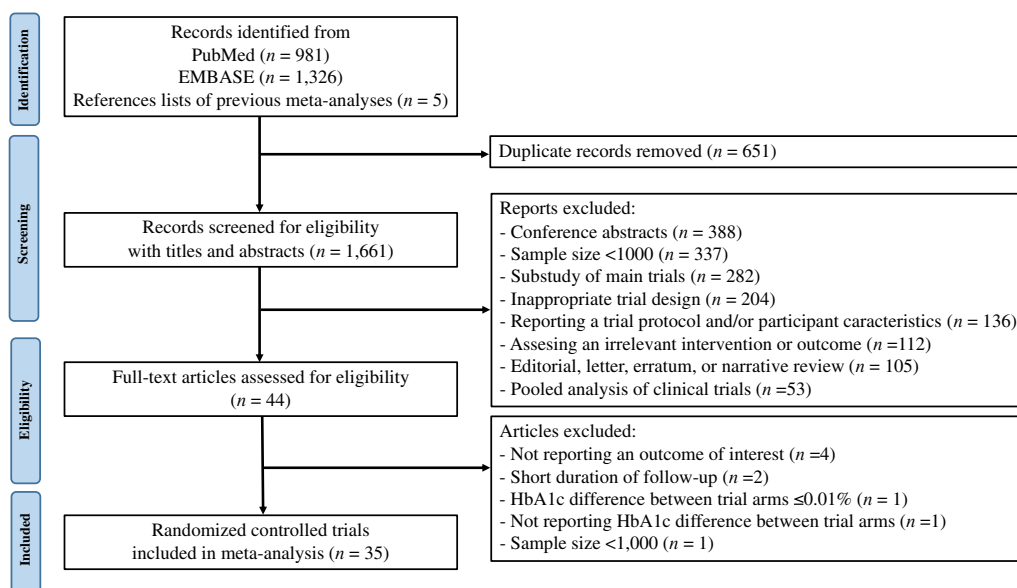 Identification
Records identified from
PubMed (n = 981)
EMBASE (n = 1,326)
References lists of previous meta-analyses (n = 5)
Duplicate records removed (n = 651)
Screening
Records screened for eligibility
with titles and abstracts (n = 1,661)
Reports excluded:
- Conference abstracts (n = 388)
- Sample size <1000 (n = 337)
- Substudy of main trials (n = 282)
- Inappropriate trial design (n = 204)
- Reporting a trial protocol and/or participant caracteristics (n = 136)
- Assesing an irrelevant intervention or outcome (n =112)
- Editorial, letter, erratum, or narrative review (n = 105)
- Pooled analysis of clinical trials (n =53)
Eligibility
Full-text articles assessed for eligibility
(n = 44)
Articles excluded:
- Not reporting an outcome of interest (n =4)
- Short duration of follow-up (n =2)
- HbA1c difference between trial arms ≤0.01% (n = 1)
- Not reporting HbA1c difference between trial arms (n =1)
- Sample size <1,000 (n = 1)
Included
Randomized controlled trials
included in meta-analysis (n = 35)